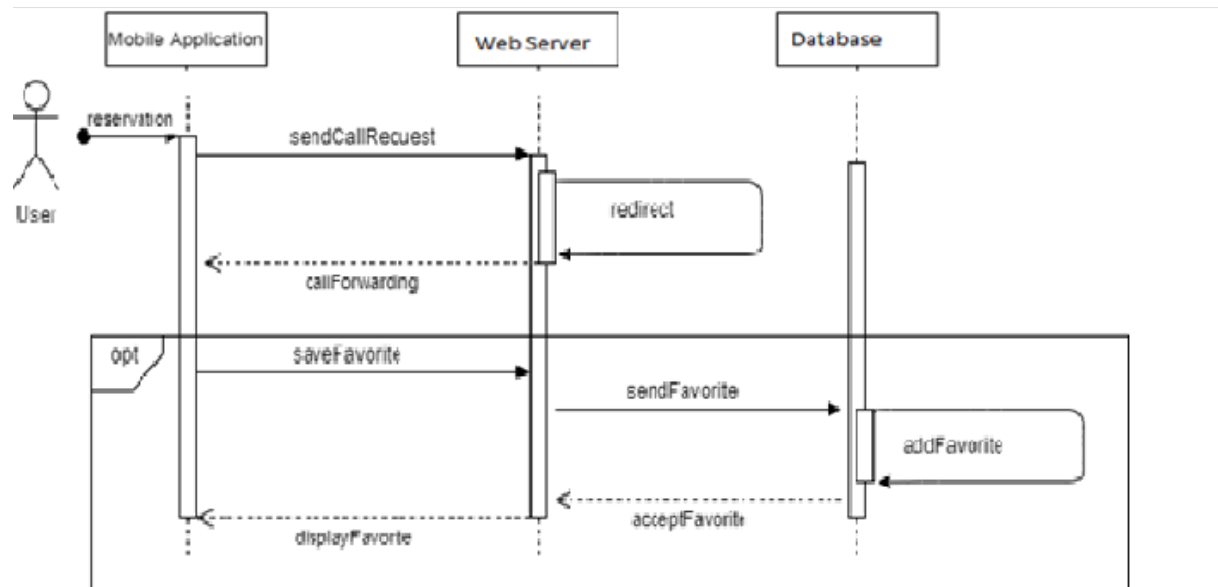 Mobile Application
Web Server
Database
reservation
sendCallRecuest
User
redirect
callForwarding
opt
saveFavorite
sendFavorite
addFavorite
acceptFavorite
displayFavorte